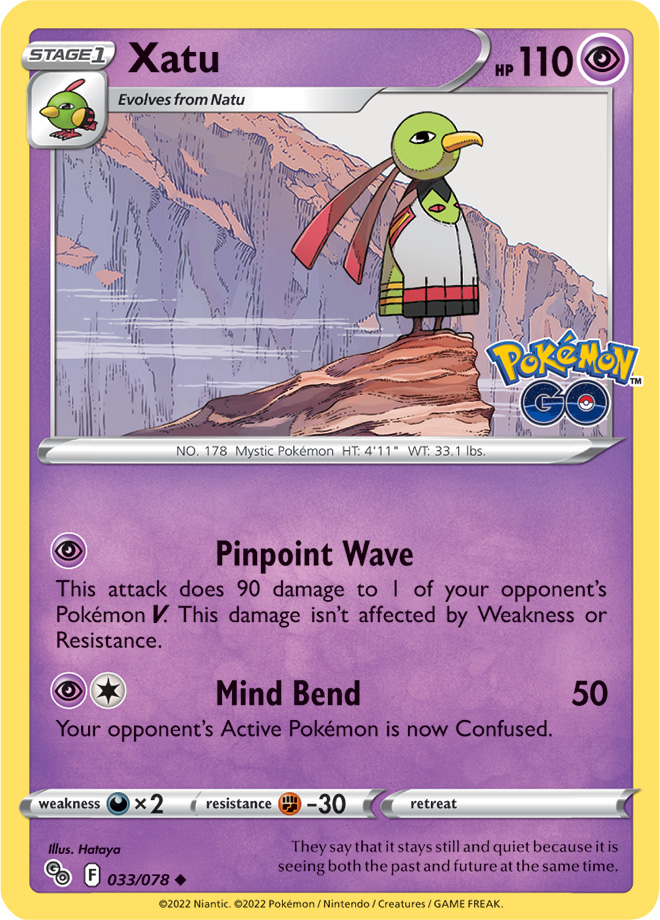 STAGE 1
Xatu
HP 110
Evolves from Natu
Pokémon
GO
TM
NO. 178 Mystic Pokémon HT: 4'11" WT: 33.1 lbs.
Pinpoint Wave
This attack does 90 damage to 1 of your opponent's
Pokémon V. This damage isn't affected by Weakness or
Resistance.
Mind Bend 50
Your opponent's Active Pokémon is now Confused.
weakness ×2 resistance -30 retreat
Illus. Hataya
They say that it stays still and quiet because it is
seeing both the past and future at the same time.
F 033/078
©2022 Niantic. ©2022 Pokémon / Nintendo / Creatures / GAME FREAK.